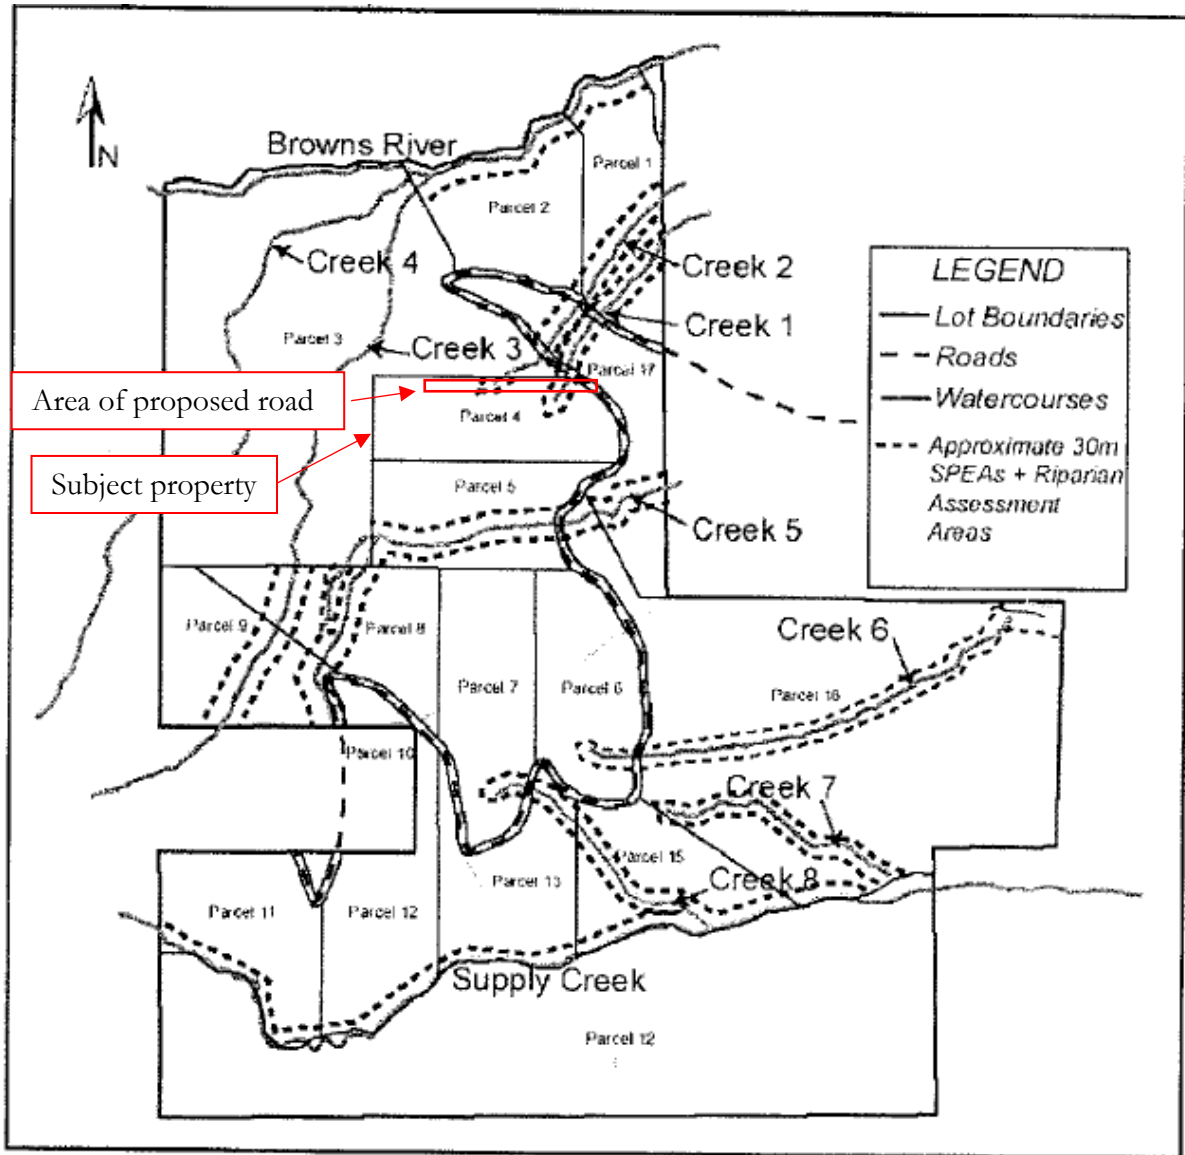 N
Browns River
Parcel 1
Parcel 2
Creek 4
Creek 2
Creek 1
Parcel 3
Creek 3
Parcel 17
Area of proposed road
Parcel 4
Subject property
Parcel 5
Creek 5
LEGEND
Lot Boundaries
Roads
Watercourses
Approximate 30m
SPEAs + Riparian
Assessment
Areas
Parcel 9
Parcel 8
Creek 6
Parcel 7
Parcel 6
Parcel 16
Parcel 10
Creek 7
Parcel 15
Parcel 13
Creek 8
Parcel 11
Parcel 12
Supply Creek
Parcel 12